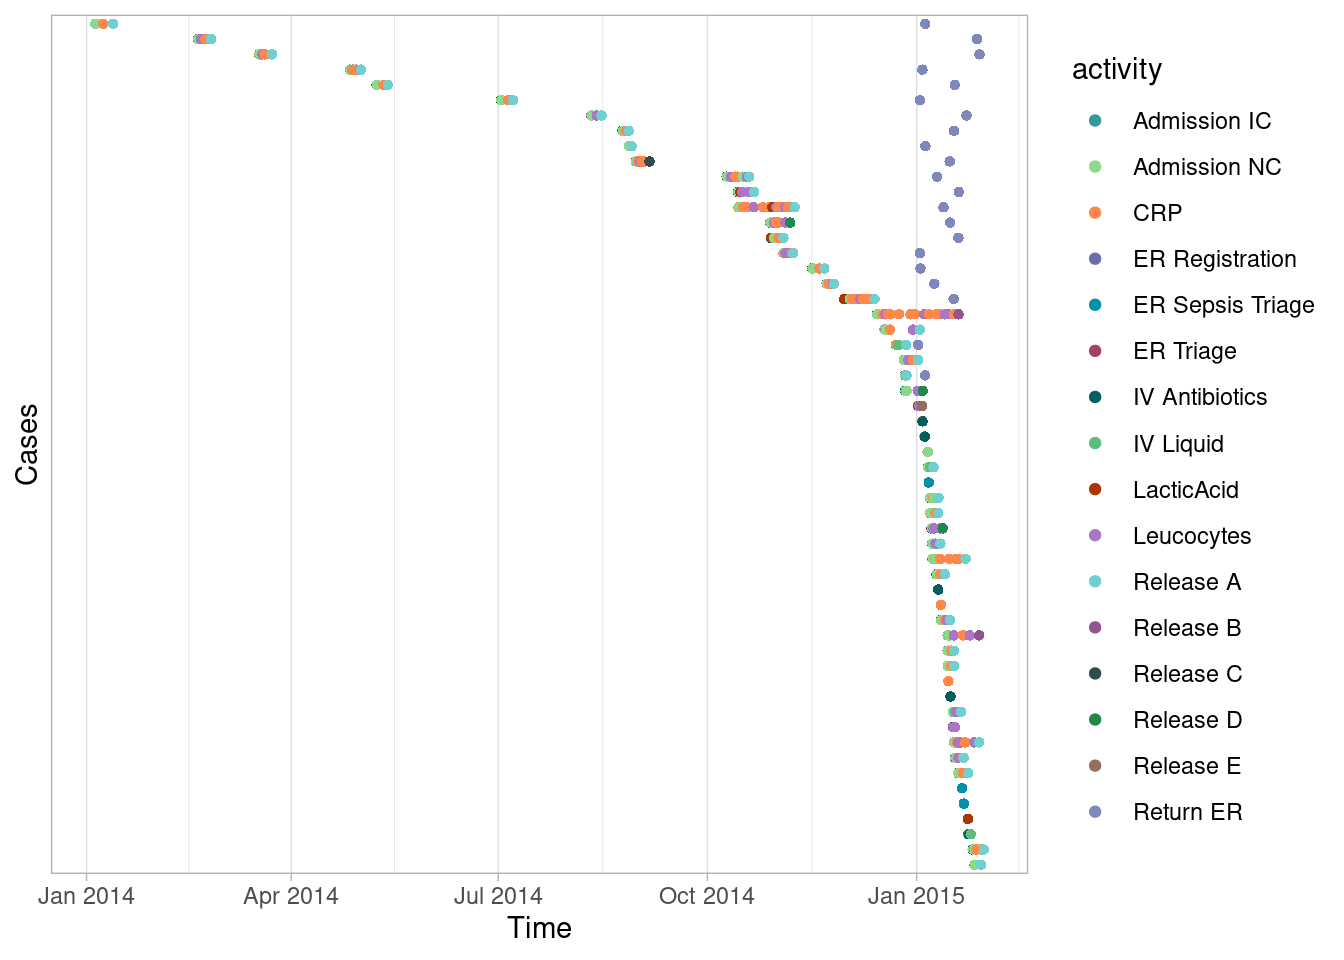 activity
Admission IC
Admission NC
CRP
ER Registration
ER Sepsis Triage
ER Triage
IV Antibiotics
IV Liquid
LacticAcid
Leucocytes
Release A
Release B
Release C
Release D
Release E
Return ER
Cases
Jan 2014 Apr 2014 Jul 2014 Oct 2014 Jan 2015
Time